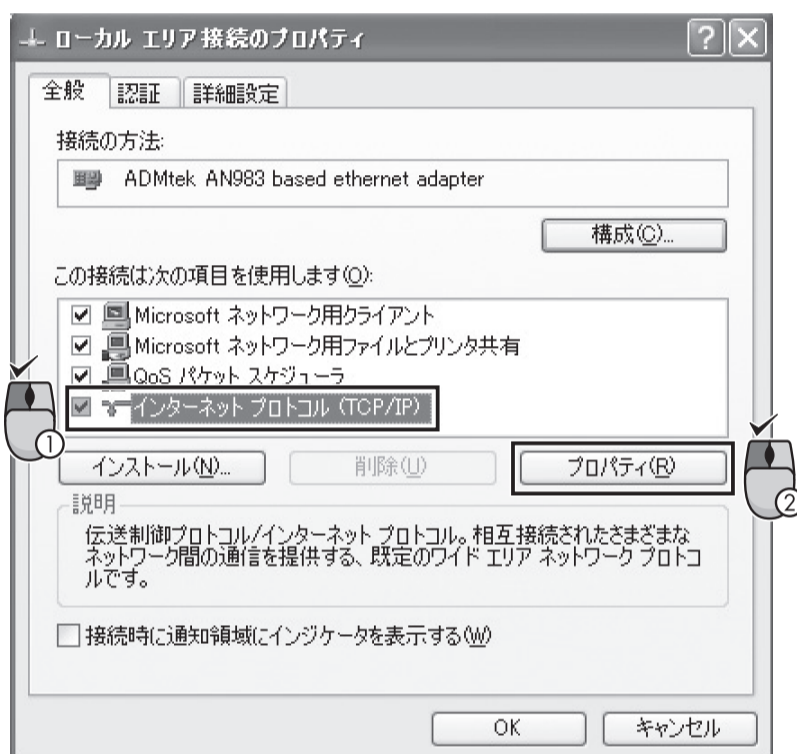 ローカル エリア接続のプロパティ
全般 認証 詳細設定
接続の方法:
ADMtek AN983 based ethernet adapter
構成(C)...
この接続は次の項目を使用します(O):
Microsoft ネットワーク用クライアント
Microsoft ネットワーク用ファイルとプリンタ共有
QoS パケット スケジューラ
インターネット プロトコル (TCP/IP)
①
インストール(N)... 削除(U) プロパティ(R)
②
説明
伝送制御プロトコル/インターネット プロトコル。相互接続されたさまざまな
ネットワーク間の通信を提供する、既定のワイド エリア ネットワーク プロトコ
ルです。
接続時に通知領域にインジケータを表示する(W)
OK キャンセル